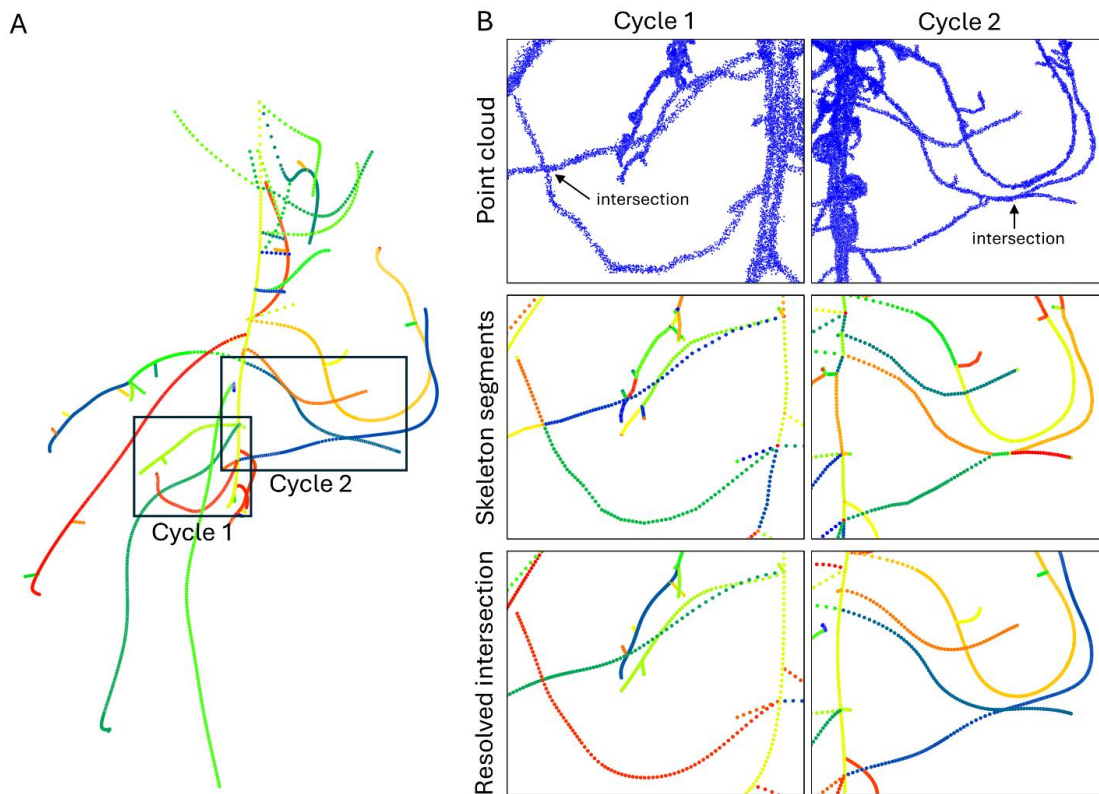 A
B
Cycle 1
Cycle 2
Point cloud
intersection
intersection
Skeleton segments
Resolved intersection
Cycle 2
Cycle 1